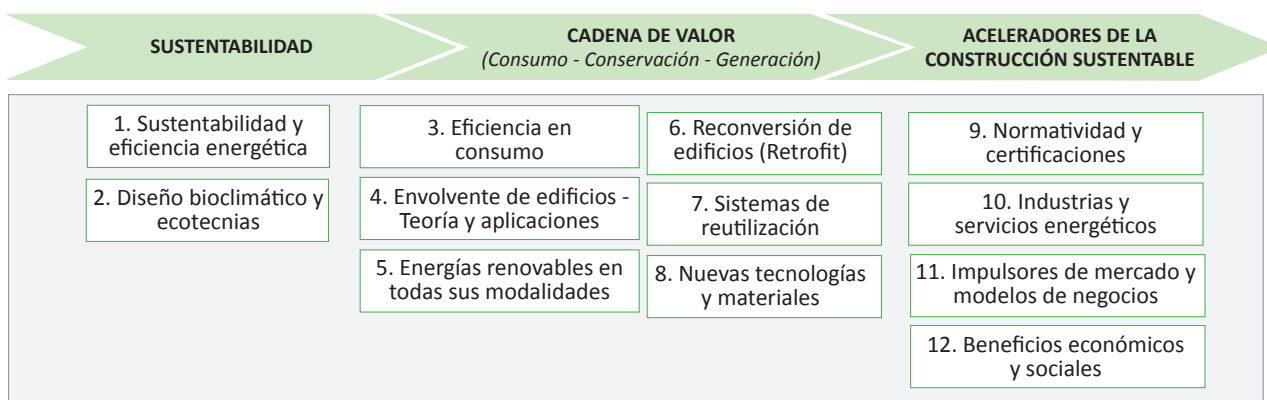 SUSTENTABILIDAD
CADENA DE VALOR
(Consumo - Conservación - Generación)
ACELERADORES DE LA
CONSTRUCCIÓN SUSTENTABLE
1. Sustentabilidad y
eficiencia energética
2. Diseño bioclimático y
ecotecnias
3. Eficiencia en
consumo
4. Envolvente de edificios -
Teoría y aplicaciones
5. Energías renovables en
todas sus modalidades
6. Reconversión de
edificios (Retrofit)
7. Sistemas de
reutilización
8. Nuevas tecnologías
y materiales
9. Normatividad y
certificaciones
10. Industrias y
servicios energéticos
11. Impulsores de mercado y
modelos de negocios
12. Beneficios económicos
y sociales